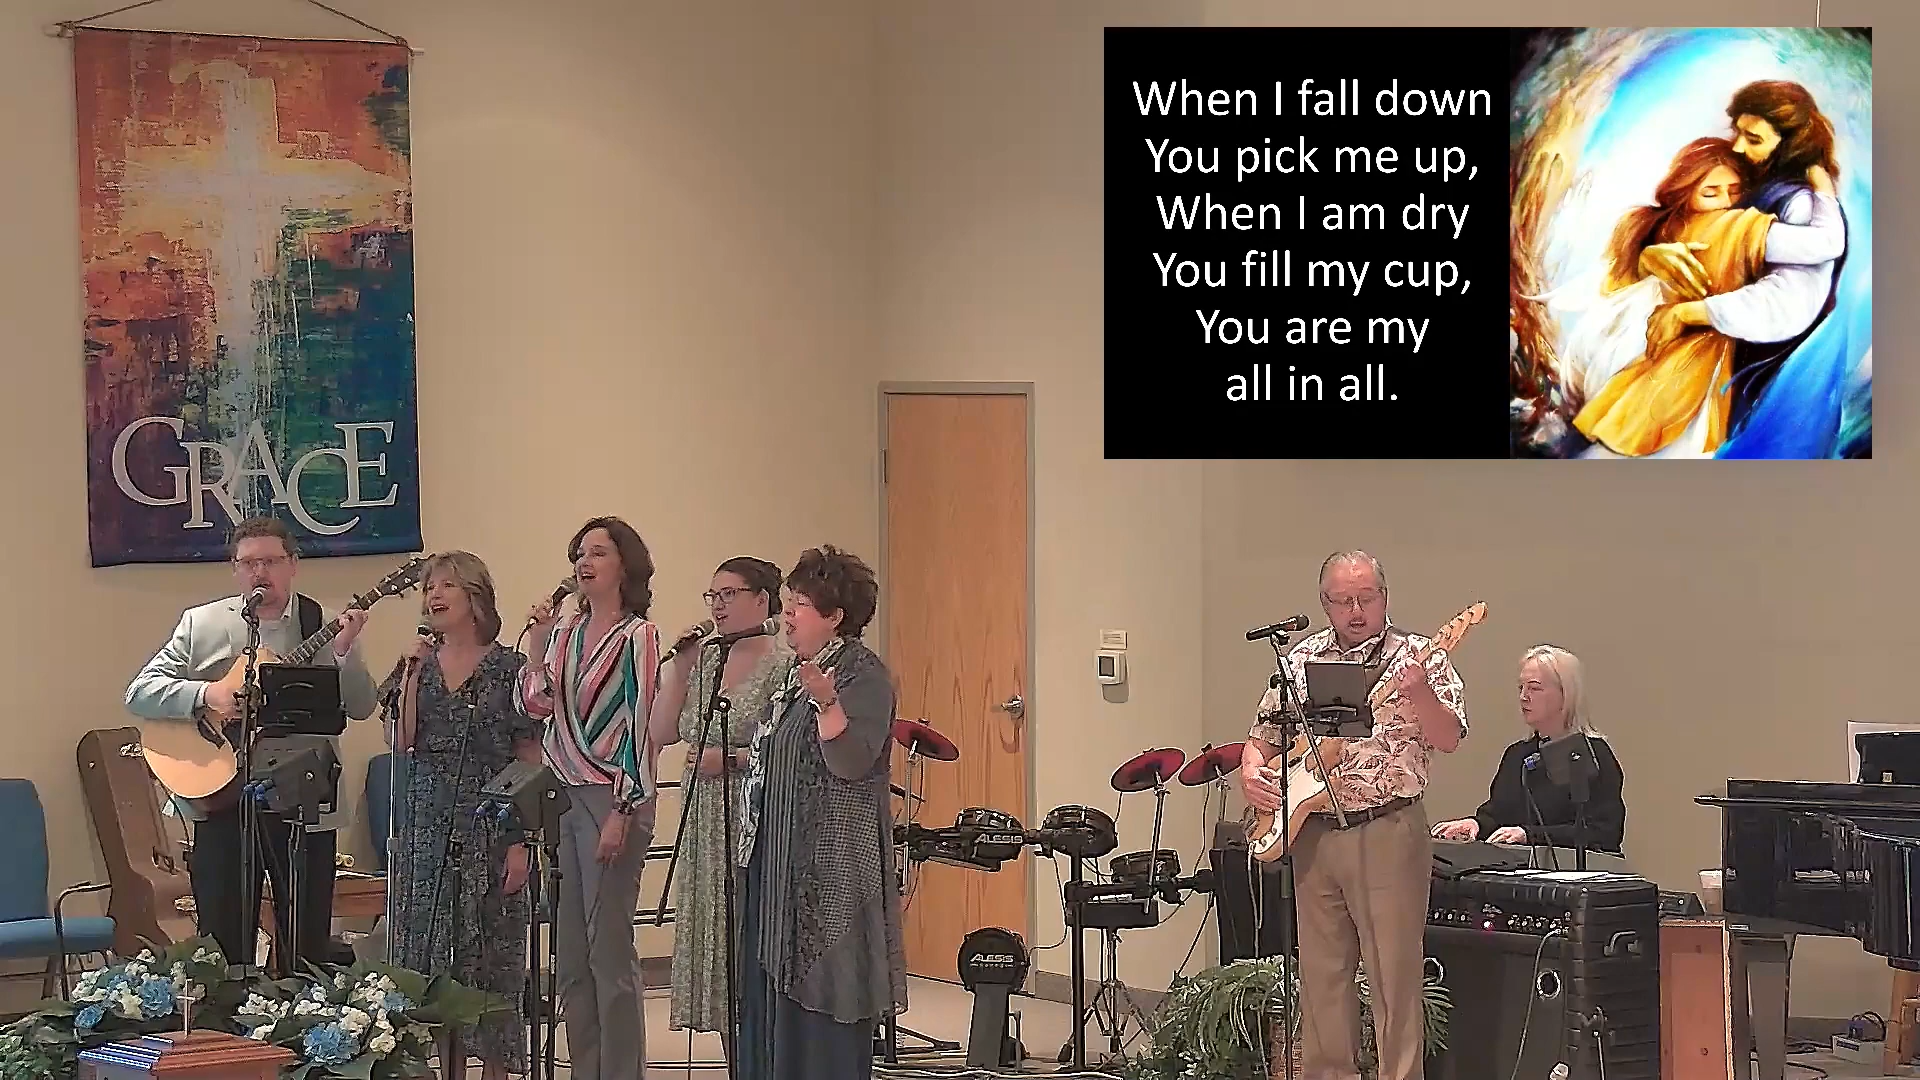 GRACE
When I fall down
You pick me up,
When I am dry
You fill my cup,
You are my
all in all.
ALESIS
ALESIS